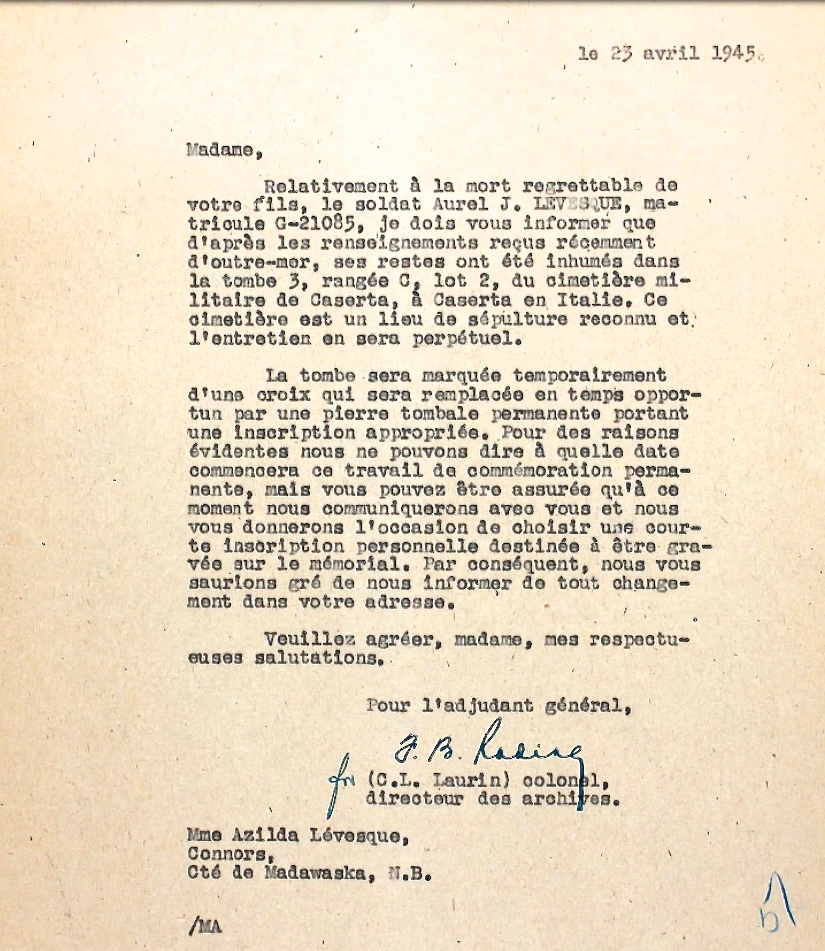 le 23 avril 1945.
Madame,
Relativement à la mort regrettable de
votre fils, le soldat Aurel J. LEVESQUE, ma-
tricule G-21085, je dois vous informer que
d'après les renseignements reçus récemment
d'outre-mer, ses restes ont été inhumés dans
la tombe 3, rangée C, lot 2, du cimetière mi-
litaire de Caserta, à Caserta en Italie. Ce
cimetière est un lieu de sépulture reconnu et
l'entretien en sera perpétuel.
La tombe sera marquée temporairement
d'une croix qui sera remplacée en temps oppor-
tun par une pierre tombale permanente portant
une inscription appropriée. Pour des raisons
évidentes nous ne pouvons dire à quelle date
commencera ce travail de commémoration perma-
nente, mais vous pouvez être assurée qu'à ce
moment nous communiquerons avec vous et nous
vous donnerons l'occasion de choisir une cour-
te inscription personnelle destinée à être gra-
vée sur le mémorial. Par conséquent, nous vous
saurions gré de nous informer de tout change-
ment dans votre adresse.
Veuillez agréer, madame, mes respectu-
euses salutations.
Pour l'adjudant général,
B.
for (C.L. Laurin) colonel,
directeur des archives.
Mme Azilda Lévesque,
Connors,
Cté de Madawaska, N.B.
/MA